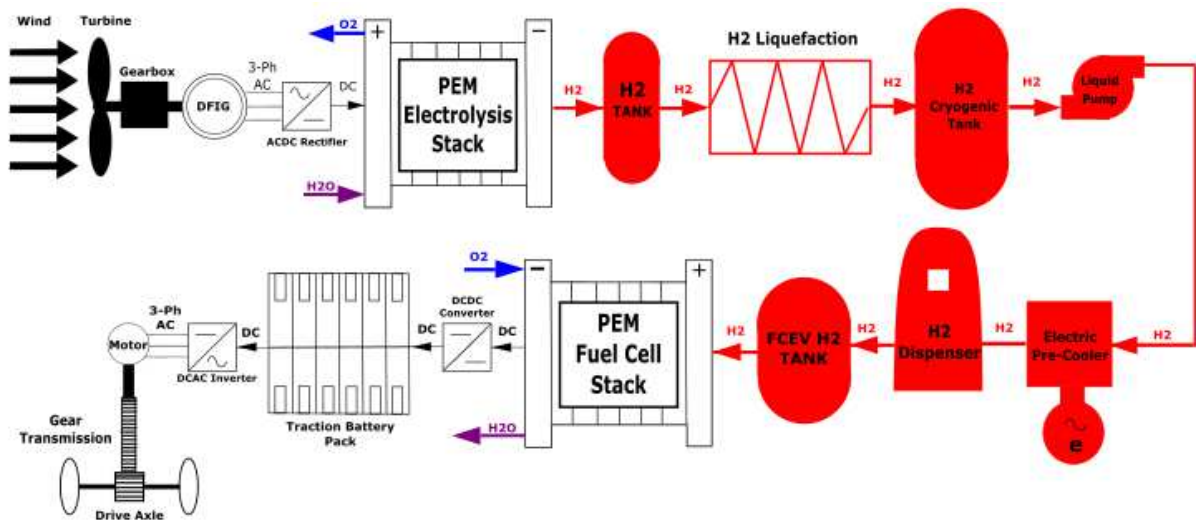 Wind
Turbine
Gearbox
DFIG
3-Ph
AC
ACDC Rectifier
DC
O2
+
−
PEM
Electrolysis
Stack
H2O
H2
H2
TANK
H2
H2 Liquefaction
H2
H2
Cryogenic
Tank
H2
Liquid
Pump
H2
Electric
Pre-Cooler
e
H2
H2
Dispenser
H2
FCEV H2
TANK
H2
O2
−
+
PEM
Fuel Cell
Stack
H2O
DC
DCDC
Converter
DC
Traction Battery
Pack
DC
DCAC Inverter
3-Ph
AC
Motor
Gear
Transmission
Drive Axle